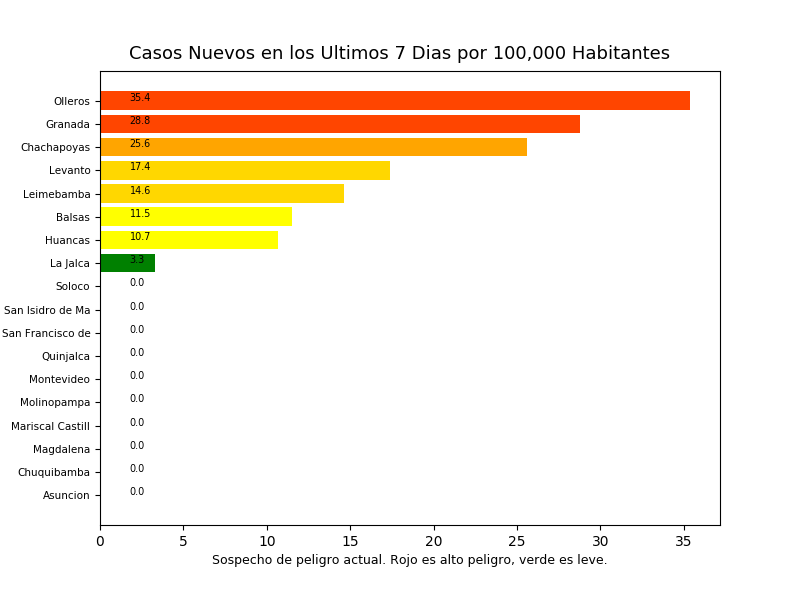 Casos Nuevos en los Ultimos 7 Dias por 100,000 Habitantes
Olleros 35.4
Granada 28.8
Chachapoyas 25.6
Levanto 17.4
Leimebamba 14.6
Balsas 11.5
Huancas 10.7
La Jalca 3.3
Soloco 0.0
San Isidro de Ma 0.0
San Francisco de 0.0
Quinjalca 0.0
Montevideo 0.0
Molinopampa 0.0
Mariscal Castill 0.0
Magdalena 0.0
Chuquibamba 0.0
Asuncion 0.0
0 5 10 15 20 25 30 35
Sospecho de peligro actual. Rojo es alto peligro, verde es leve.